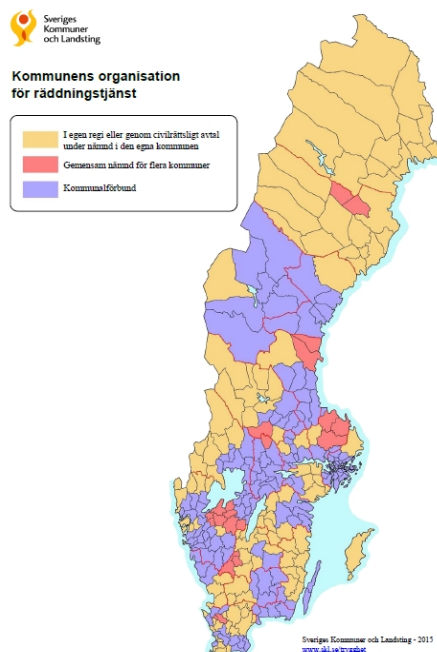 Sveriges
Kommuner
och Landsting
Kommunens organisation
för räddningstjänst
I egen regi eller genom civilrättsligt avtal
under nämnd i den egna kommunen
Gemensam nämnd för flera kommuner
Kommunalförbund
Sveriges Kommuner och Landsting - 2015
www.skl.se/trygghet